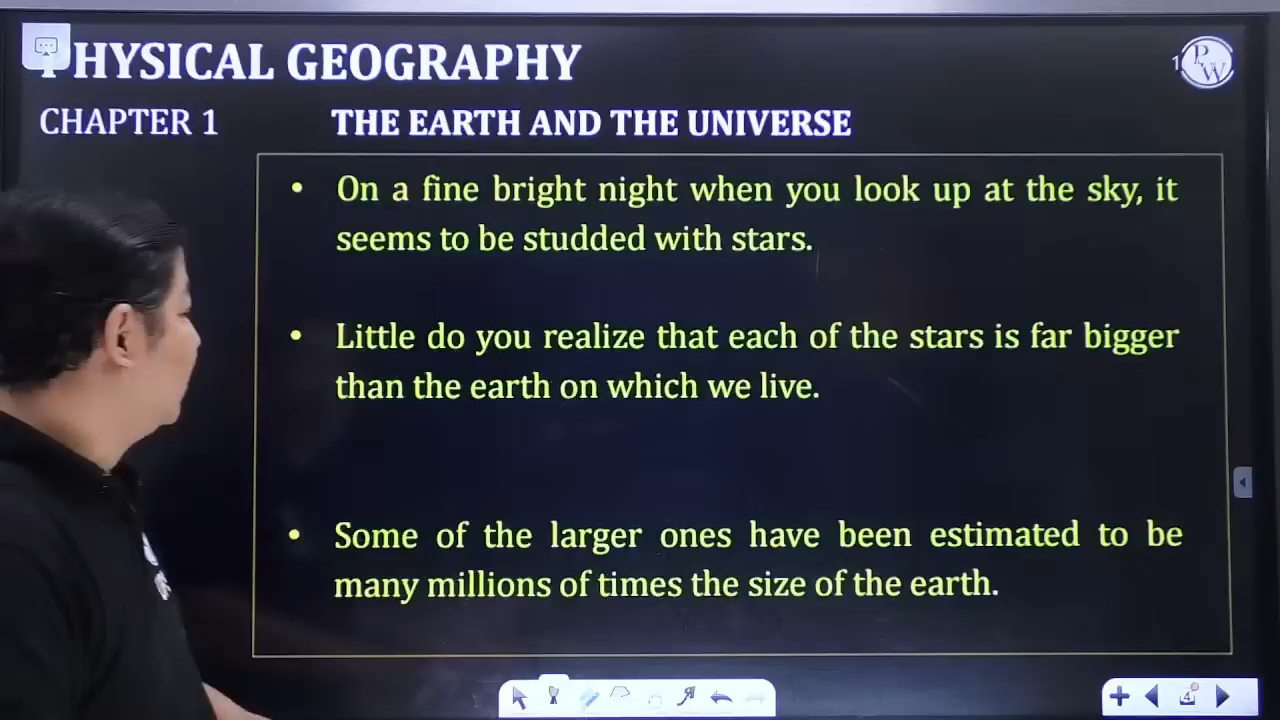 PHYSICAL GEOGRAPHY
1
PW
CHAPTER 1 THE EARTH AND THE UNIVERSE
• On a fine bright night when you look up at the sky, it
seems to be studded with stars.
• Little do you realize that each of the stars is far bigger
than the earth on which we live.
• Some of the larger ones have been estimated to be
many millions of times the size of the earth.
4